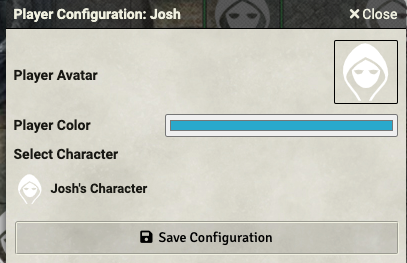 Player Configuration: Josh
Close
Player Avatar
Player Color
Select Character
Josh's Character
Save Configuration